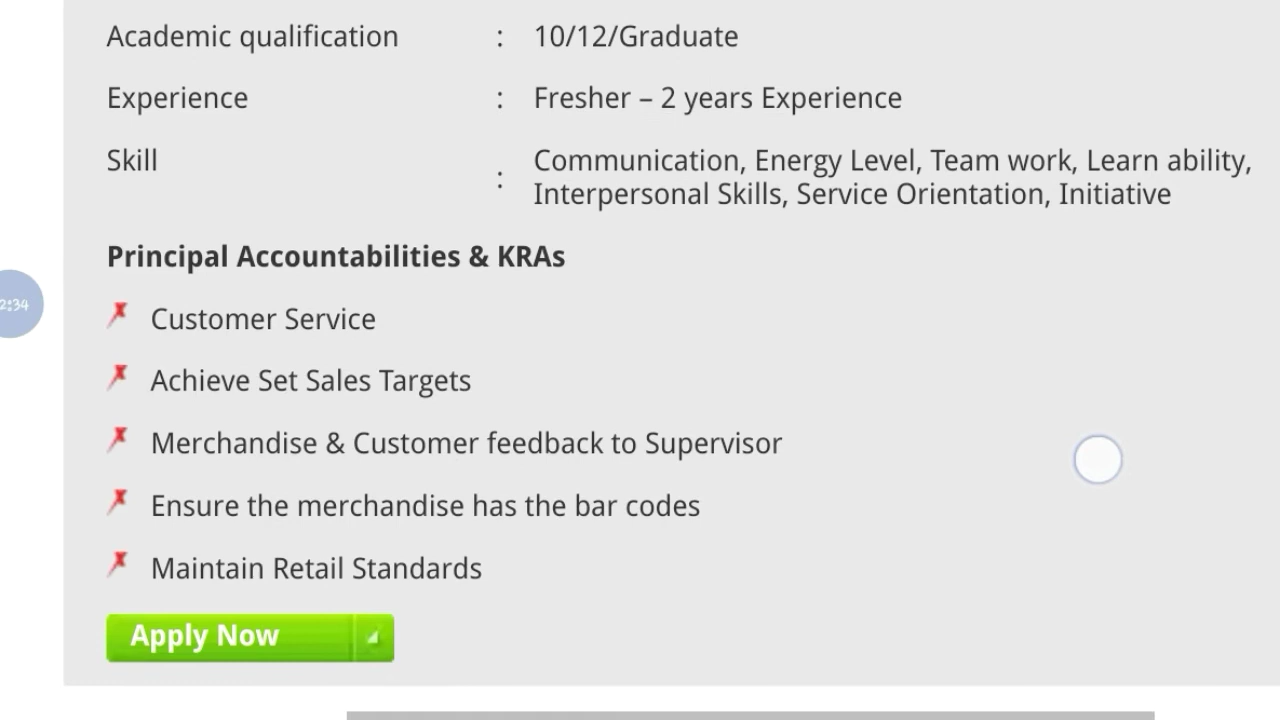 Academic qualification : 10/12/Graduate
Experience : Fresher – 2 years Experience
Skill : Communication, Energy Level, Team work, Learn ability,
Interpersonal Skills, Service Orientation, Initiative
Principal Accountabilities & KRAs
2:34
Customer Service
Achieve Set Sales Targets
Merchandise & Customer feedback to Supervisor
Ensure the merchandise has the bar codes
Maintain Retail Standards
Apply Now